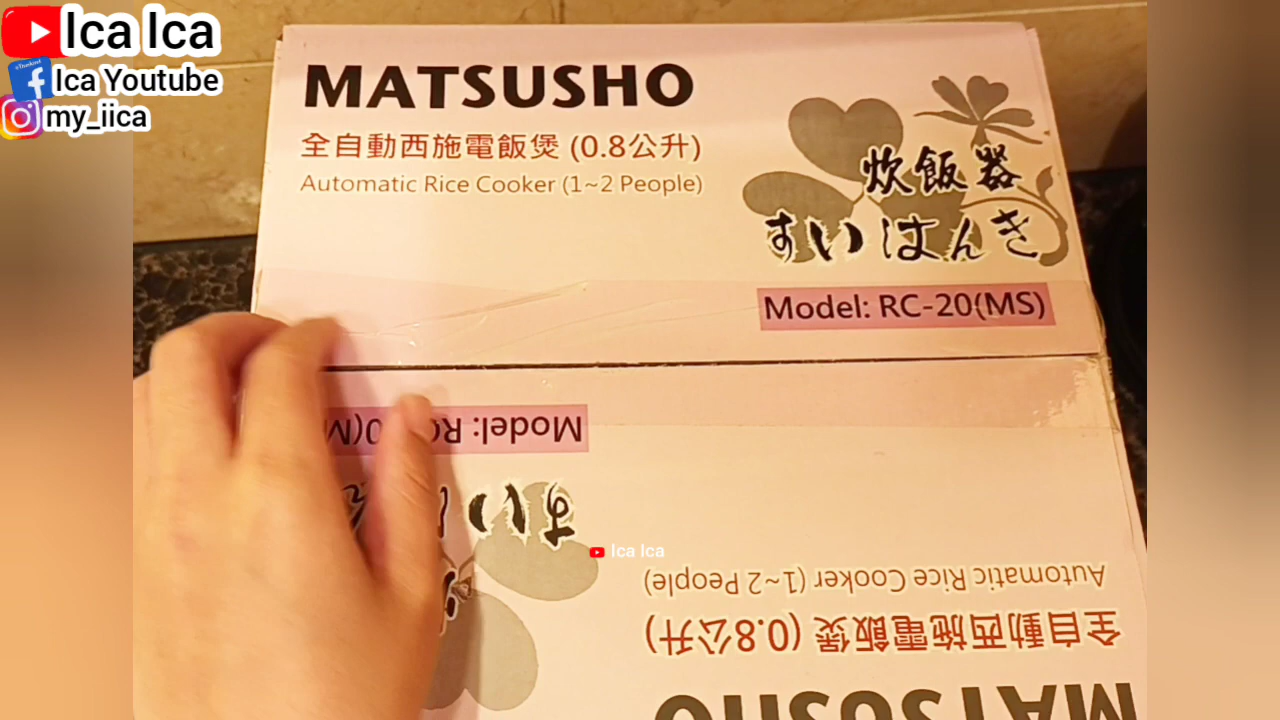 Ica Ica
Ica Youtube
my_iica
MATSUSHO
全自動西施電飯煲 (0.8公升)
Automatic Rice Cooker (1~2 People)
炊飯器
すいはんき
Model: RC-20(MS)
Model: RC
すい
Ica Ica
Automatic Rice Cooker (1~2 People)
全自動西施電飯煲 (0.8公升)
MATSUSHO